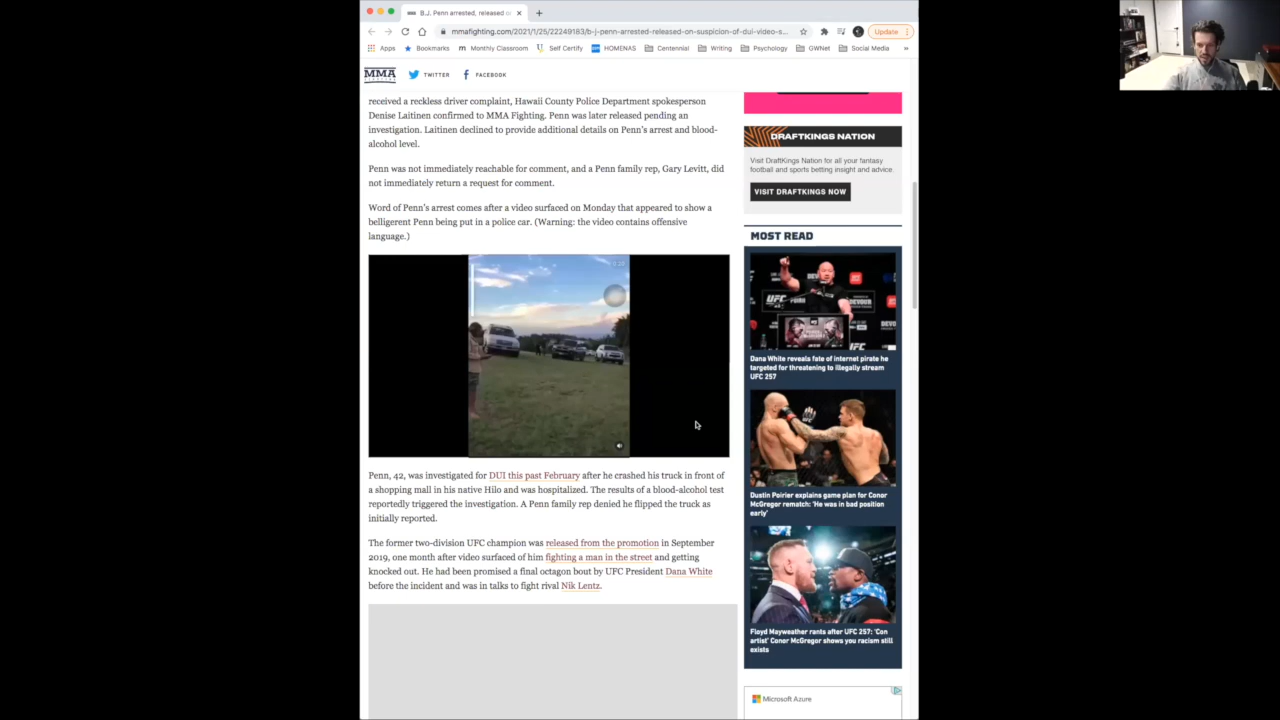 B.J. Penn arrested, released o
mmafighting.com/2021/1/25/22249183/b-j-penn-arrested-released-on-suspicion-of-dui-video-s...
Update
Apps
Bookmarks
Monthly Classroom
Self Certify
HOMENAS
Centennial
Writing
Psychology
GWNet
Social Media
»
MMA
TWITTER
FACEBOOK
received a reckless driver complaint, Hawaii County Police Department spokesperson
Denise Laitinen confirmed to MMA Fighting. Penn was later released pending an
investigation. Laitinen declined to provide additional details on Penn's arrest and blood-
alcohol level.
Penn was not immediately reachable for comment, and a Penn family rep, Gary Levitt, did
not immediately return a request for comment.
Word of Penn's arrest comes after a video surfaced on Monday that appeared to show a
belligerent Penn being put in a police car. (Warning: the video contains offensive
language.)
Penn, 42, was investigated for DUI this past February after he crashed his truck in front of
a shopping mall in his native Hilo and was hospitalized. The results of a blood-alcohol test
reportedly triggered the investigation. A Penn family rep denied he flipped the truck as
initially reported.
The former two-division UFC champion was released from the promotion in September
2019, one month after video surfaced of him fighting a man in the street and getting
knocked out. He had been promised a final octagon bout by UFC President Dana White
before the incident and was in talks to fight rival Nik Lentz.
DRAFTKINGS NATION
Visit DraftKings Nation for all your fantasy
football and sports betting insight and advice.
VISIT DRAFTKINGS NOW
MOST READ
UFC
DEVOUR
Dana White reveals fate of internet pirate he
targeted for threatening to illegally stream
UFC 257
Dustin Poirier explains game plan for Conor
McGregor rematch: 'He was in bad position
early'
Floyd Mayweather rants after UFC 257: 'Con
artist' Conor McGregor shows you racism still
exists
Microsoft Azure